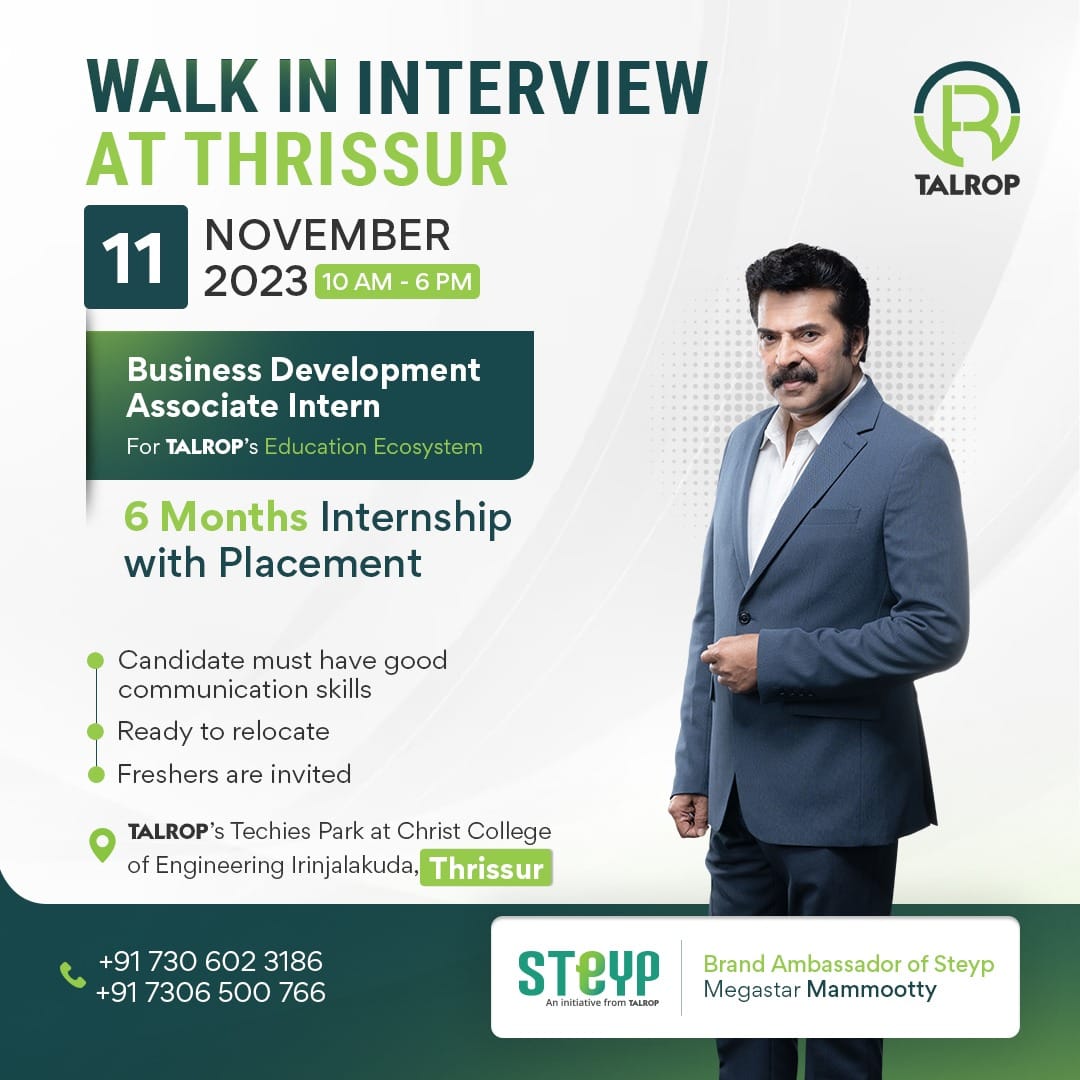 WALK IN INTERVIEW
AT THRISSUR
TALROP
11
NOVEMBER
2023 10 AM - 6 PM
Business Development
Associate Intern
For TALROP's Education Ecosystem
6 Months Internship
with Placement
Candidate must have good
communication skills
Ready to relocate
Freshers are invited
TALROP's Techies Park at Christ College
of Engineering Irinjalakuda, Thrissur
+91 730 602 3186
+91 7306 500 766
STEYP
An initiative from TALROP
Brand Ambassador of Steyp
Megastar Mammootty